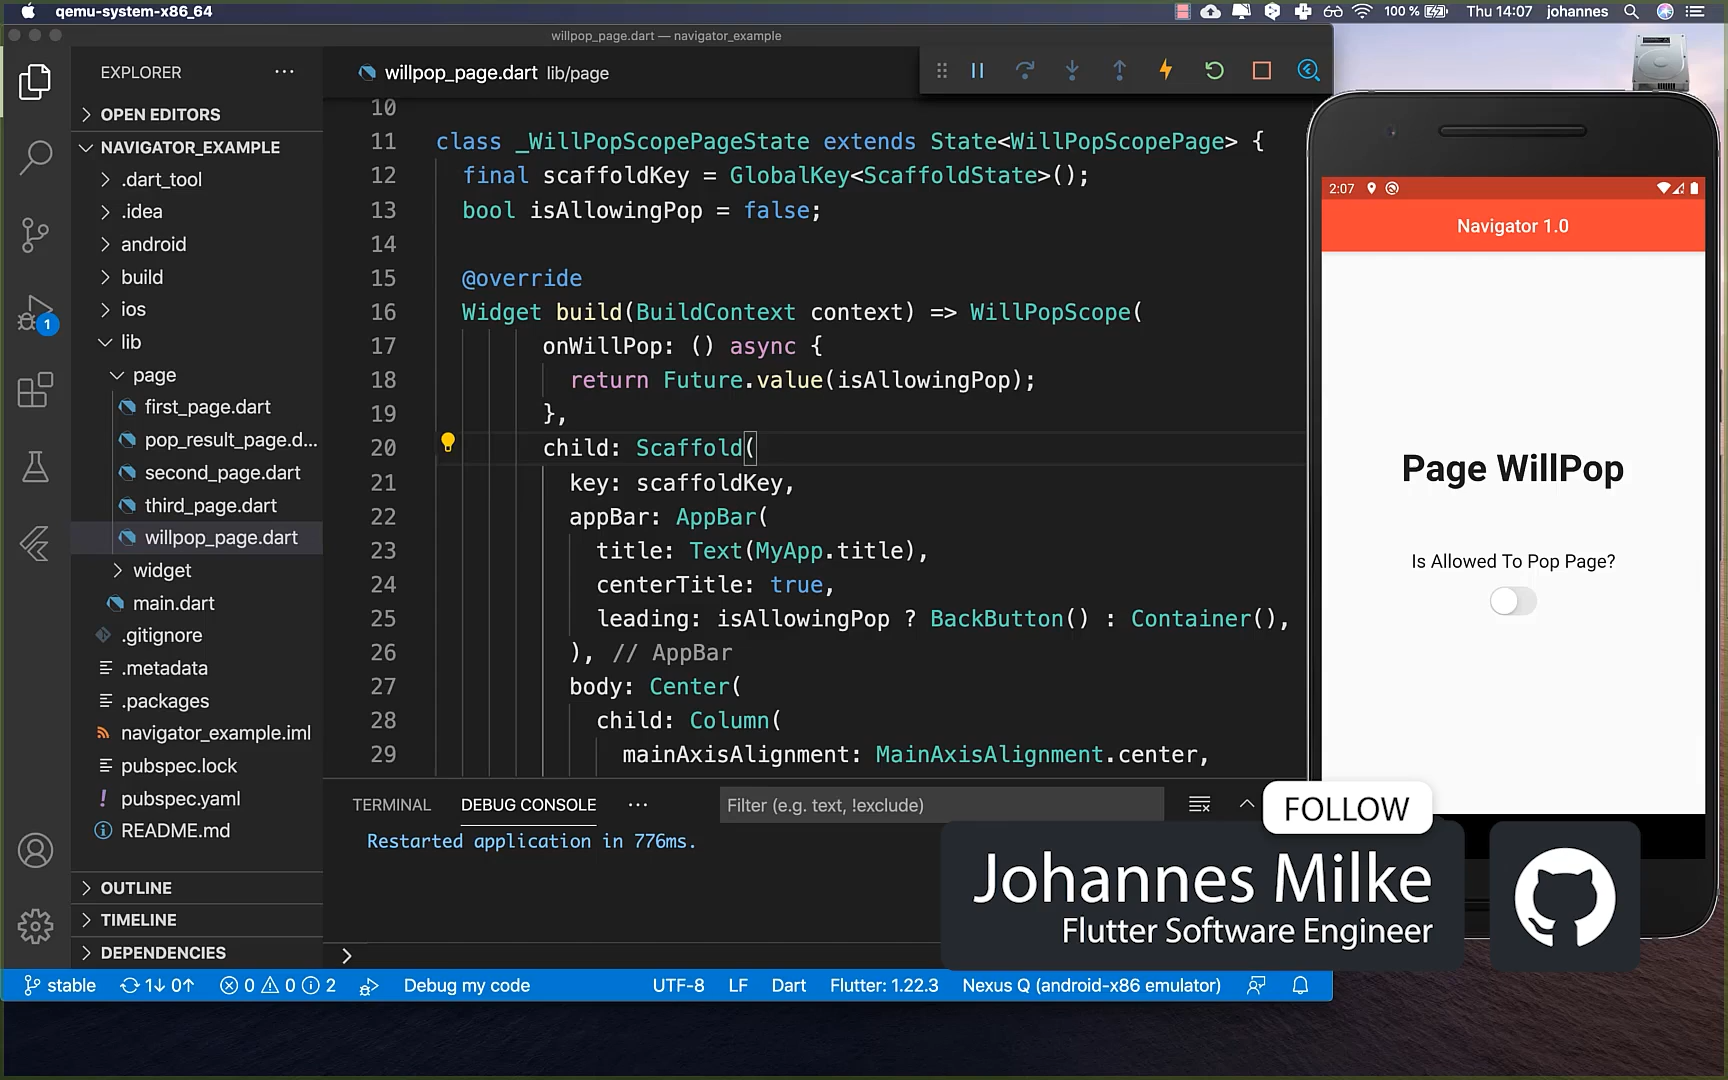 qemu-system-x86_64
100 %
Thu 14:07
johannes
willpop_page.dart — navigator_example
EXPLORER
OPEN EDITORS
NAVIGATOR_EXAMPLE
.dart_tool
.idea
android
build
ios
lib
page
first_page.dart
pop_result_page.d...
second_page.dart
third_page.dart
willpop_page.dart
widget
main.dart
.gitignore
.metadata
.packages
navigator_example.iml
pubspec.lock
pubspec.yaml
README.md
OUTLINE
TIMELINE
DEPENDENCIES
1
willpop_page.dart lib/page
10
11 class _WillPopScopePageState extends State<WillPopScopePage> {
12 final scaffoldKey = GlobalKey<ScaffoldState>();
13 bool isAllowingPop = false;
14
15 @override
16 Widget build(BuildContext context) => WillPopScope(
17 onWillPop: () async {
18 return Future.value(isAllowingPop);
19 },
20 child: Scaffold(
21 key: scaffoldKey,
22 appBar: AppBar(
23 title: Text(MyApp.title),
24 centerTitle: true,
25 leading: isAllowingPop ? BackButton() : Container(),
26 ), // AppBar
27 body: Center(
28 child: Column(
29 mainAxisAlignment: MainAxisAlignment.center,
TERMINAL
DEBUG CONSOLE
Filter (e.g. text, !exclude)
Restarted application in 776ms.
2:07
Navigator 1.0
Page WillPop
Is Allowed To Pop Page?
FOLLOW
Johannes Milke
Flutter Software Engineer
stable
1↓ 0↑
0
0
2
Debug my code
UTF-8
LF
Dart
Flutter: 1.22.3
Nexus Q (android-x86 emulator)